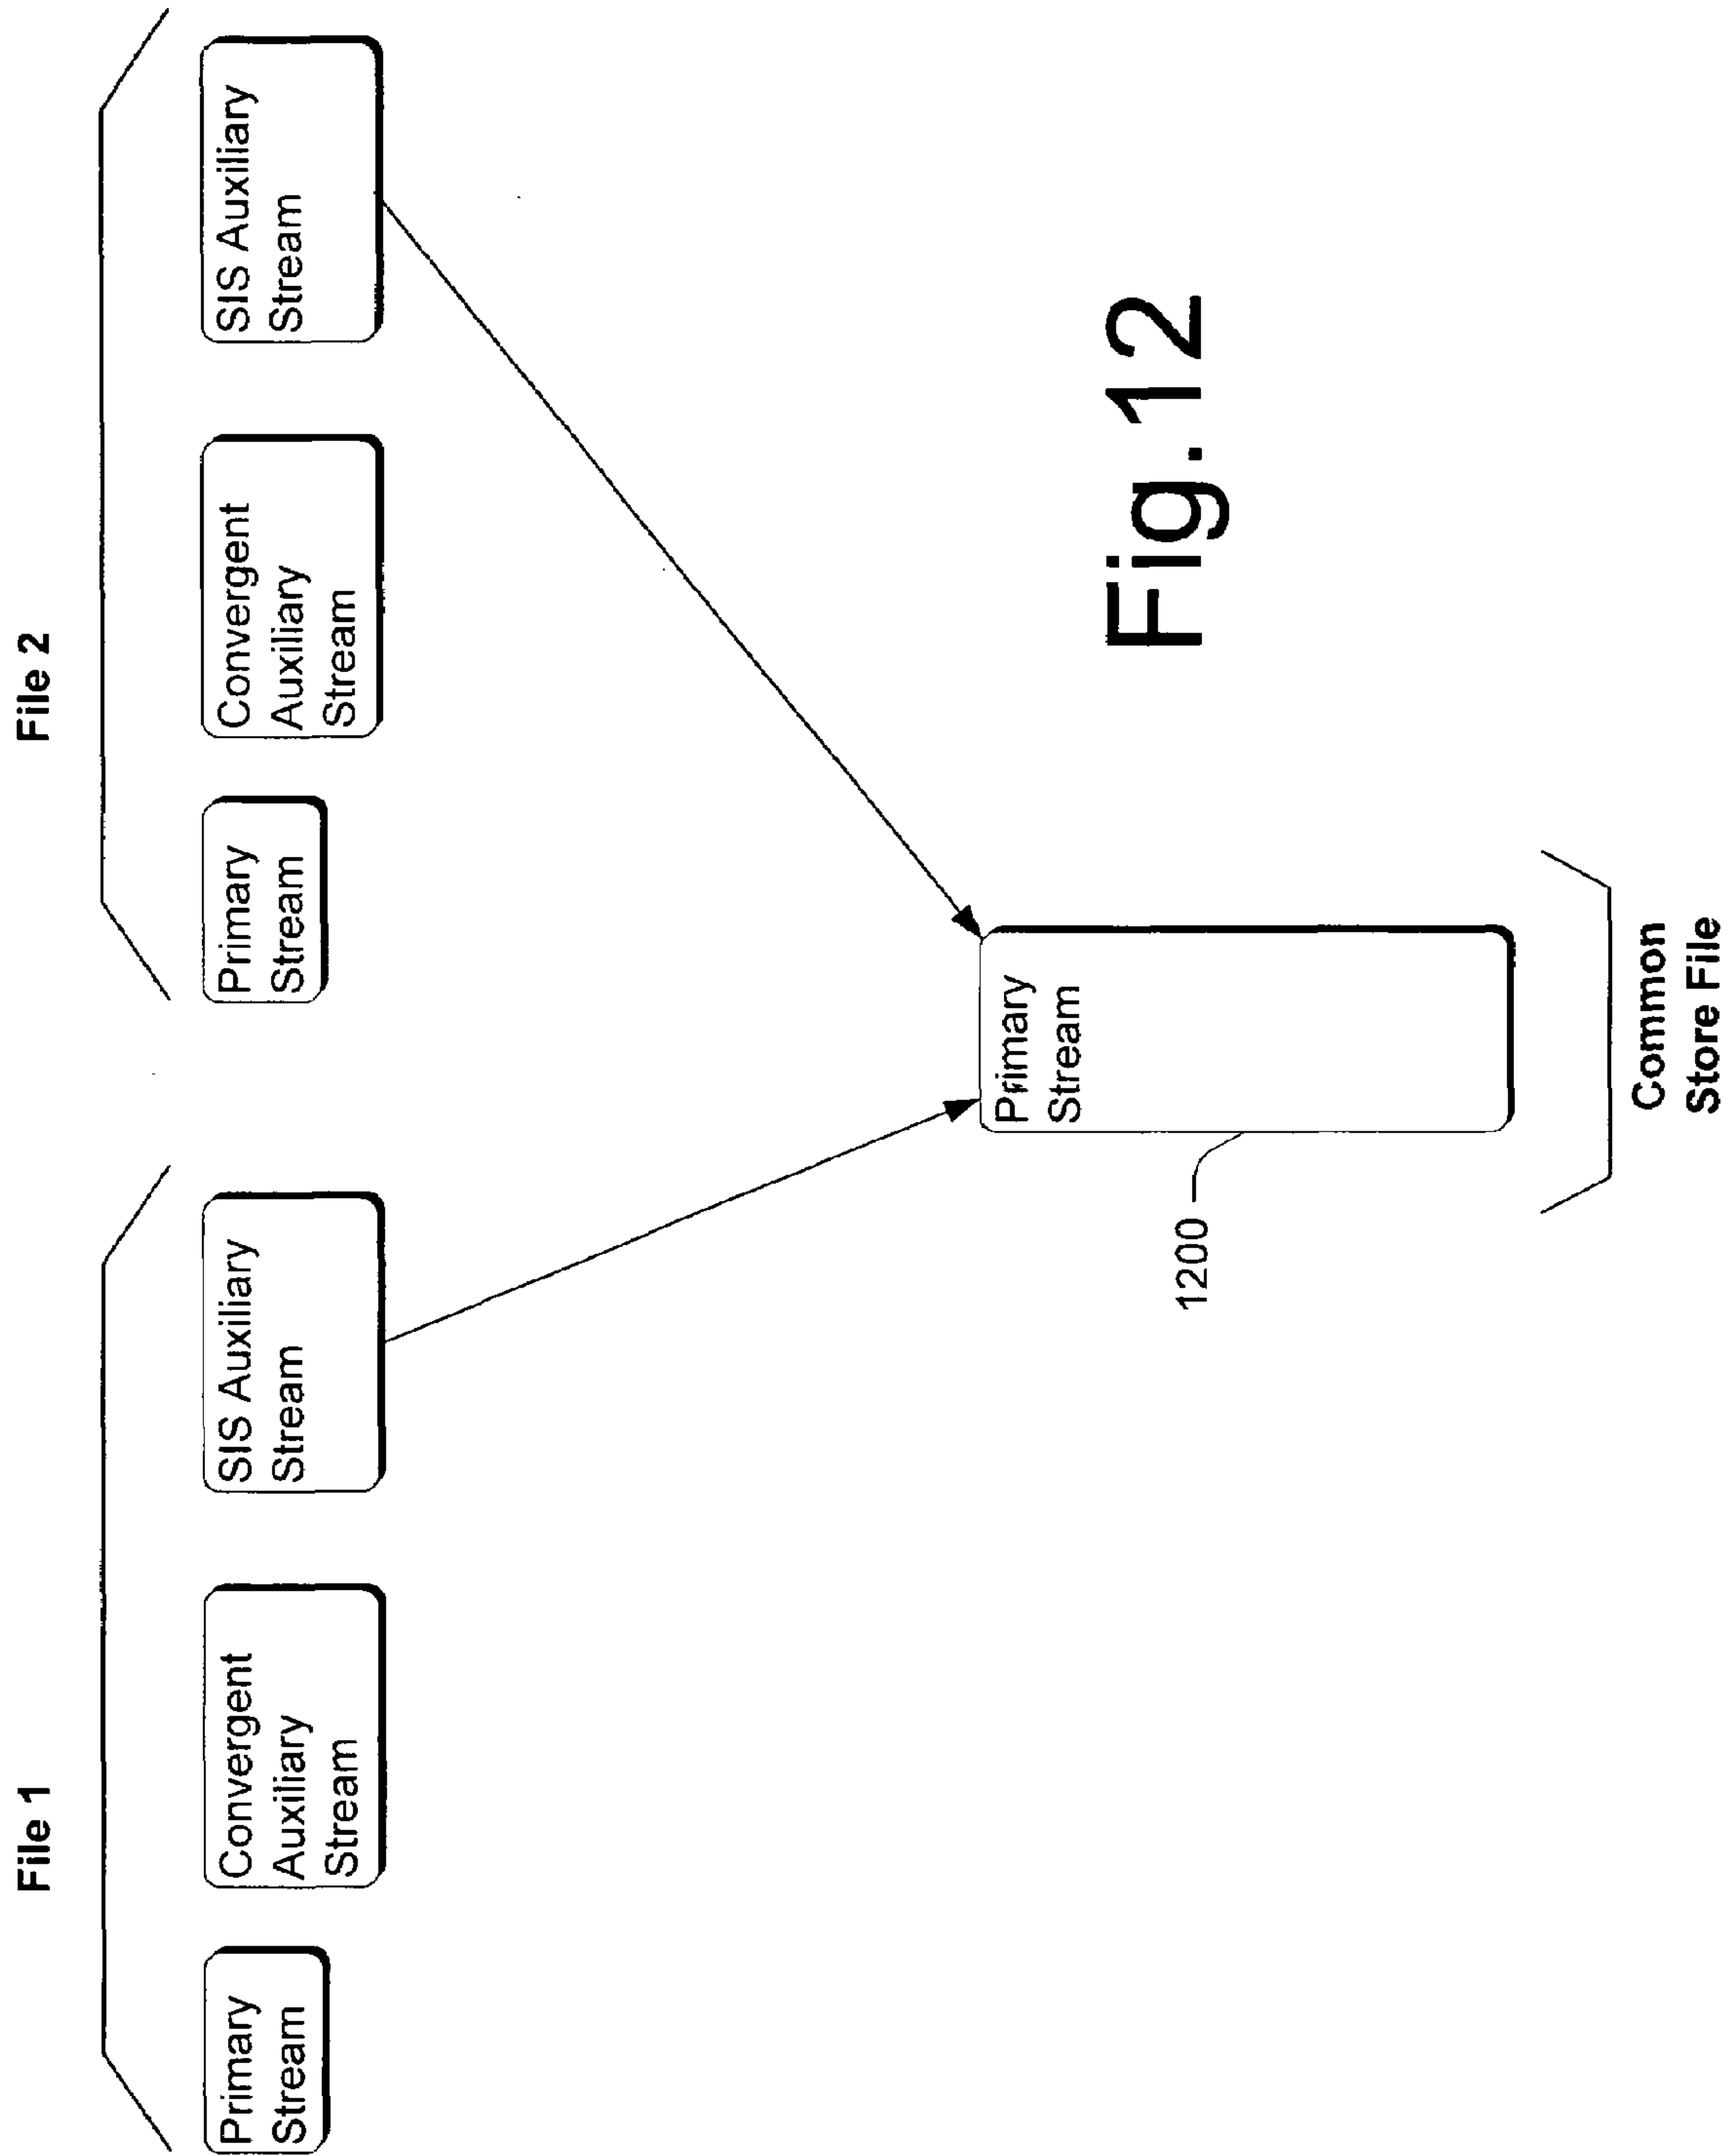 File 1
File 2
Primary
Stream
Convergent
Auxiliary
Stream
SIS Auxiliary
Stream
Primary
Stream
Convergent
Auxiliary
Stream
SIS Auxiliary
Stream
Primary
Stream
1200
Fig.12
Common
Store File